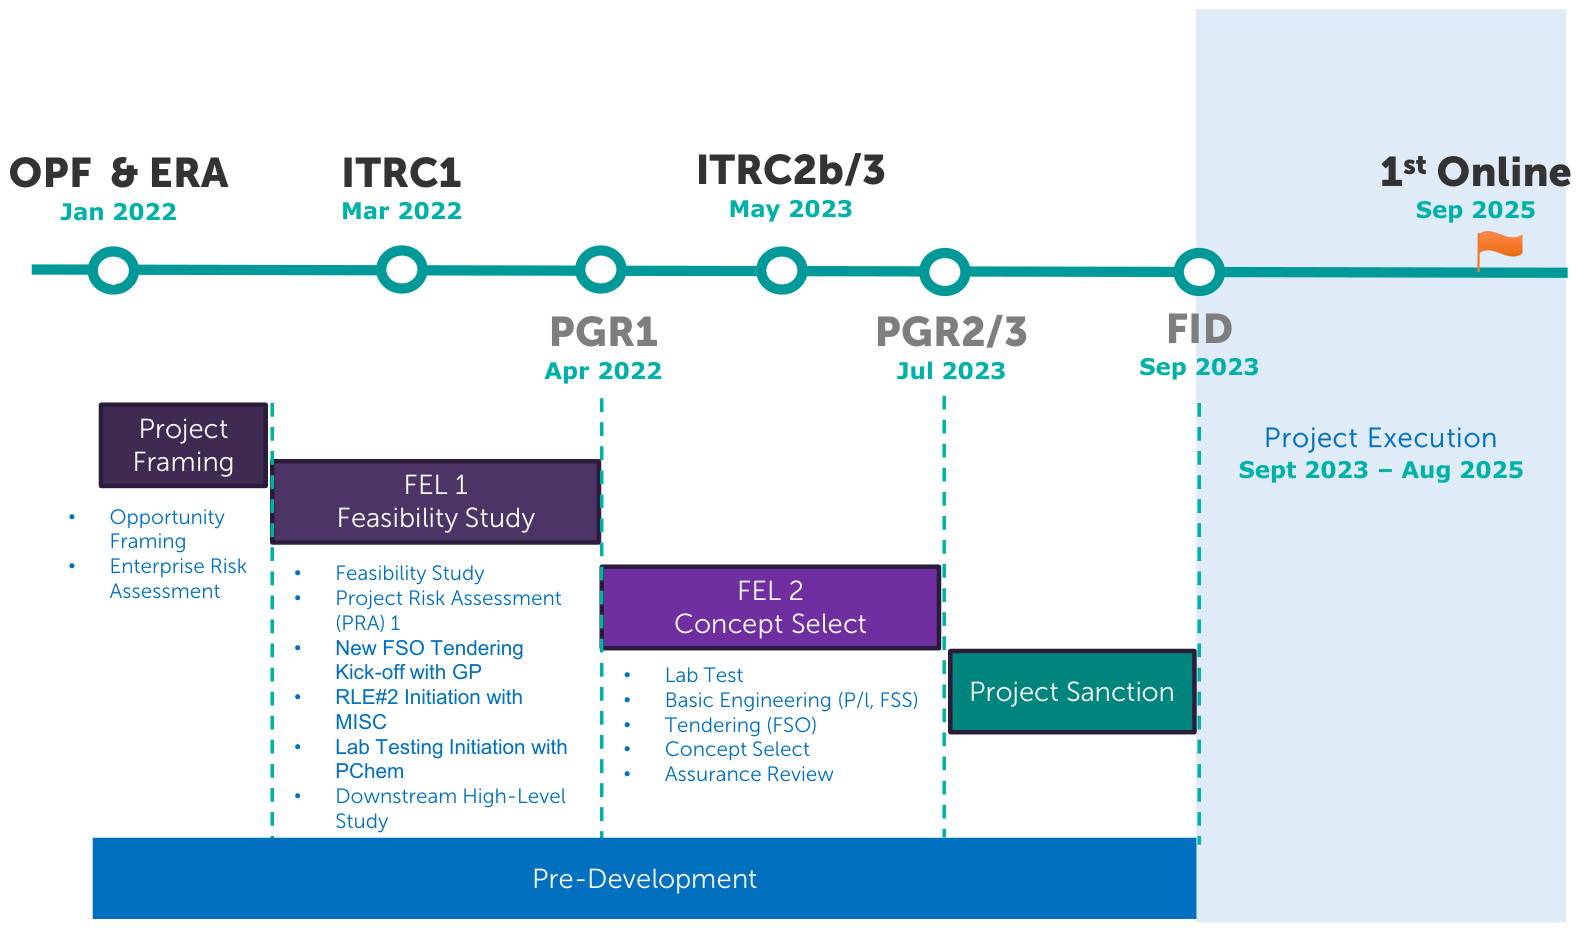 OPF & ERA
Jan 2022
ITRC1
Mar 2022
ITRC2b/3
May 2023
1st Online
Sep 2025
PGR1
Apr 2022
PGR2/3
Jul 2023
FID
Sep 2023
Project
Framing
• Opportunity
Framing
• Enterprise Risk
Assessment
FEL 1
Feasibility Study
• Feasibility Study
• Project Risk Assessment
(PRA) 1
• New FSO Tendering
Kick-off with GP
• RLE#2 Initiation with
MISC
• Lab Testing Initiation with
PChem
• Downstream High-Level
Study
FEL 2
Concept Select
• Lab Test
• Basic Engineering (P/l, FSS)
• Tendering (FSO)
• Concept Select
• Assurance Review
Project Sanction
Project Execution
Sept 2023 – Aug 2025
Pre-Development